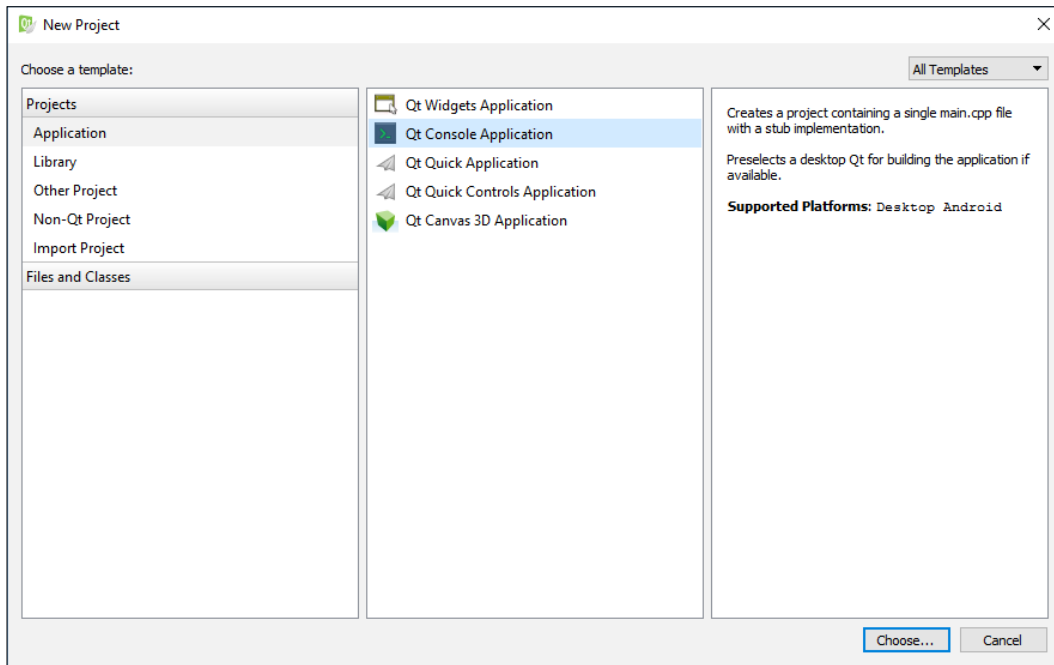 New Project
Choose a template:
All Templates
Projects
Application
Library
Other Project
Non-Qt Project
Import Project
Files and Classes
Qt Widgets Application
Qt Console Application
Qt Quick Application
Qt Quick Controls Application
Qt Canvas 3D Application
Creates a project containing a single main.cpp file
with a stub implementation.
Preselects a desktop Qt for building the application if
available.
Supported Platforms: Desktop Android
Choose...
Cancel